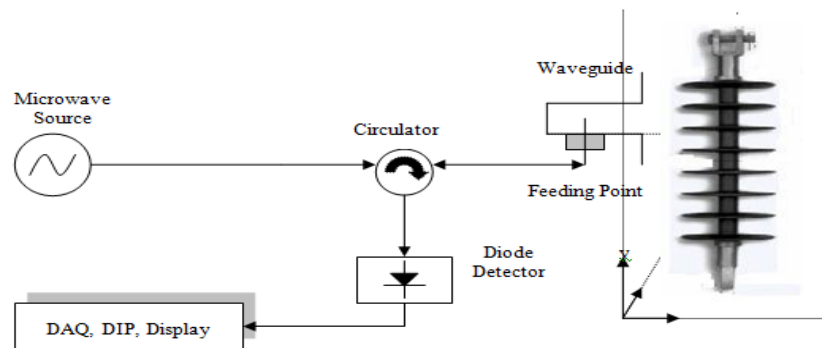 Waveguide
Microwave
Source
Circulator
Feeding Point
Diode
Detector
Y
DAQ, DIP, Display